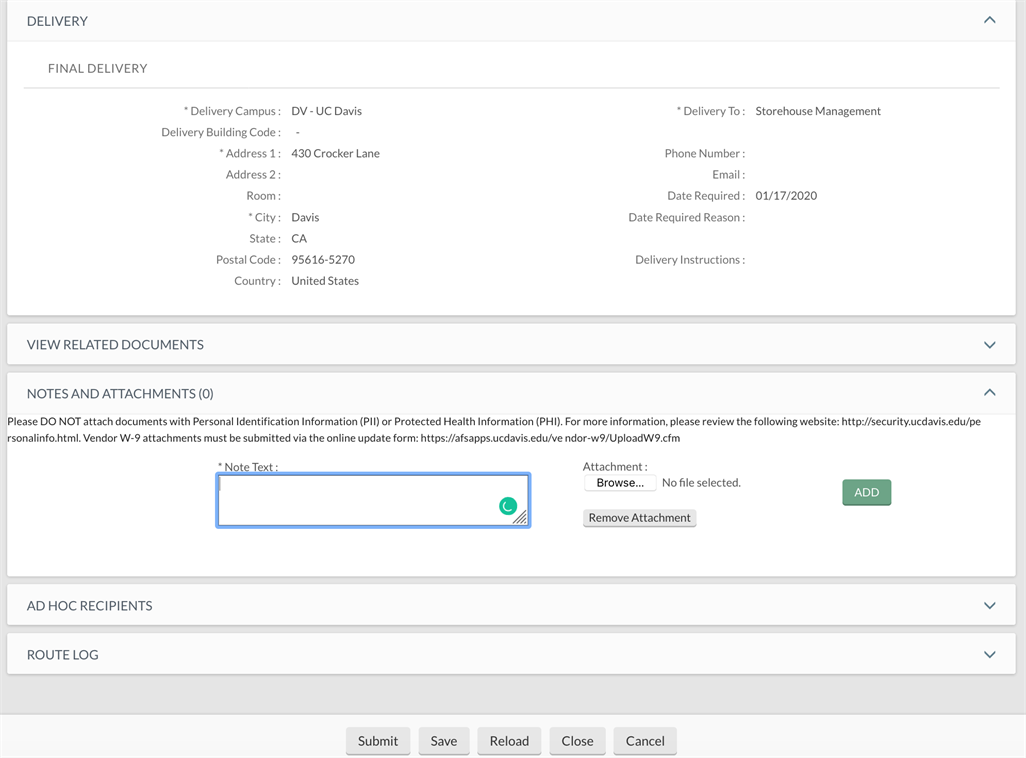 DELIVERY
FINAL DELIVERY
* Delivery Campus : DV - UC Davis
* Delivery To : Storehouse Management
Delivery Building Code : -
* Address 1 : 430 Crocker Lane
Phone Number :
Address 2 :
Email :
Room :
Date Required : 01/17/2020
* City : Davis
Date Required Reason :
State : CA
Postal Code : 95616-5270
Delivery Instructions :
Country : United States
VIEW RELATED DOCUMENTS
NOTES AND ATTACHMENTS (0)
Please DO NOT attach documents with Personal Identification Information (PII) or Protected Health Information (PHI). For more information, please review the following website: http://security.ucdavis.edu/pe
rsonalinfo.html. Vendor W-9 attachments must be submitted via the online update form: https://afsapps.ucdavis.edu/ve ndor-w9/UploadW9.cfm
* Note Text :
Attachment :
Browse... No file selected.
ADD
Remove Attachment
AD HOC RECIPIENTS
ROUTE LOG
Submit Save Reload Close Cancel